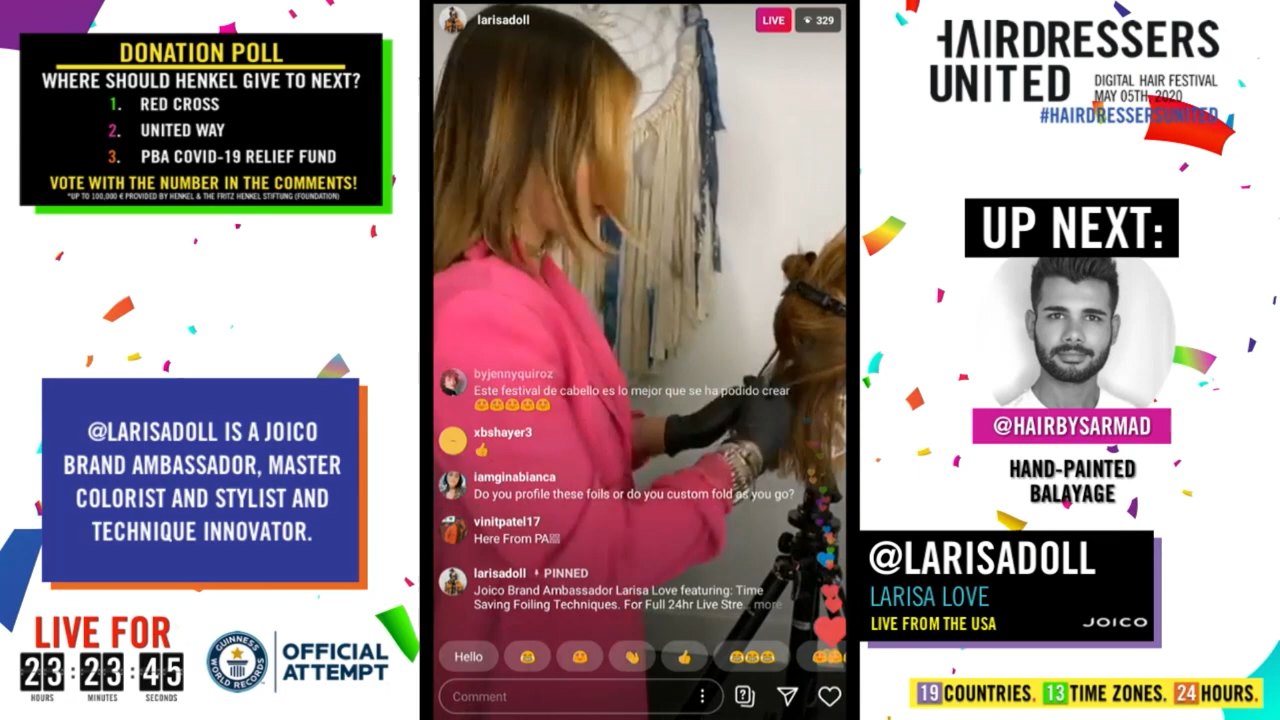 DONATION POLL
WHERE SHOULD HENKEL GIVE TO NEXT?
1. RED CROSS
2. UNITED WAY
3. PBA COVID-19 RELIEF FUND
VOTE WITH THE NUMBER IN THE COMMENTS!
*UP TO 100,000 € PROVIDED BY HENKEL & THE FRITZ HENKEL STIFTUNG (FOUNDATION)
@LARISADOLL IS A JOICO
BRAND AMBASSADOR, MASTER
COLORIST AND STYLIST AND
TECHNIQUE INNOVATOR.
LIVE FOR
23:23:45
HOURS MINUTES SECONDS
GUINNESS
WORLD RECORDS
OFFICIAL
ATTEMPT
larisadoll
LIVE
329
byjennyquiroz
Este festival de cabello es lo mejor que se ha podido crear
xbshayer3
iamginabianca
Do you profile these foils or do you custom fold as you go?
vinitpatel17
Here From PA
larisadoll PINNED
Joico Brand Ambassador Larisa Love featuring: Time
Saving Foiling Techniques. For Full 24hr Live Stre... more
Hello
Comment
HAIRDRESSERS
UNITED
DIGITAL HAIR FESTIVAL
MAY 05TH, 2020
#HAIRDRESSERSUNITED
UP NEXT:
@HAIRBYSARMAD
HAND-PAINTED
BALAYAGE
@LARISADOLL
LARISA LOVE
LIVE FROM THE USA
JOICO
19 COUNTRIES. 13 TIME ZONES. 24 HOURS.